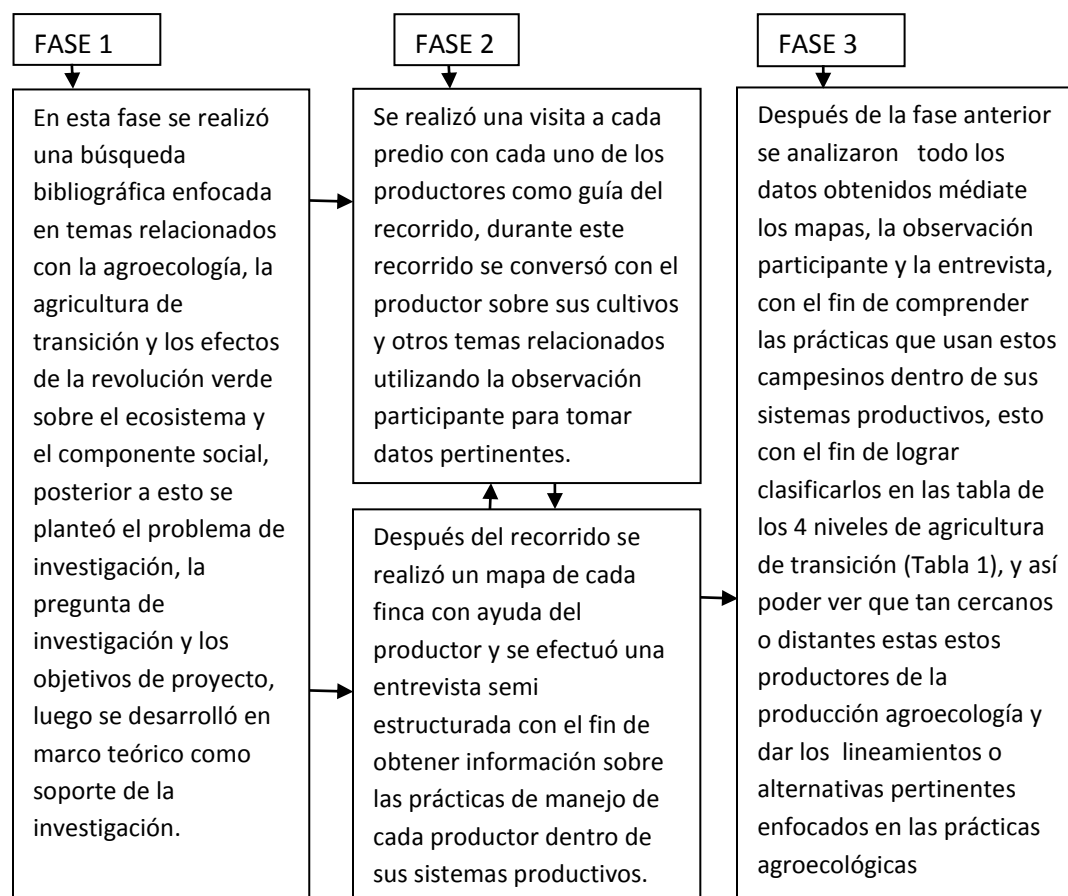 FASE 1
En esta fase se realizó
una búsqueda
bibliográfica enfocada
en temas relacionados
con la agroecología, la
agricultura de
transición y los efectos
de la revolución verde
sobre el ecosistema y
el componente social,
posterior a esto se
planteó el problema de
investigación, la
pregunta de
investigación y los
objetivos de proyecto,
luego se desarrolló en
marco teórico como
soporte de la
investigación.
FASE 2
Se realizó una visita a cada
predio con cada uno de los
productores como guía del
recorrido, durante este
recorrido se conversó con el
productor sobre sus cultivos
y otros temas relacionados
utilizando la observación
participante para tomar
datos pertinentes.
Después del recorrido se
realizó un mapa de cada
finca con ayuda del
productor y se efectuó una
entrevista semi
estructurada con el fin de
obtener información sobre
las prácticas de manejo de
cada productor dentro de
sus sistemas productivos.
FASE 3
Después de la fase anterior
se analizaron todo los
datos obtenidos médiate
los mapas, la observación
participante y la entrevista,
con el fin de comprender
las prácticas que usan estos
campesinos dentro de sus
sistemas productivos, esto
con el fin de lograr
clasificarlos en las tabla de
los 4 niveles de agricultura
de transición (Tabla 1), y así
poder ver que tan cercanos
o distantes estas estos
productores de la
producción agroecología y
dar los lineamientos o
alternativas pertinentes
enfocados en las prácticas
agroecológicas